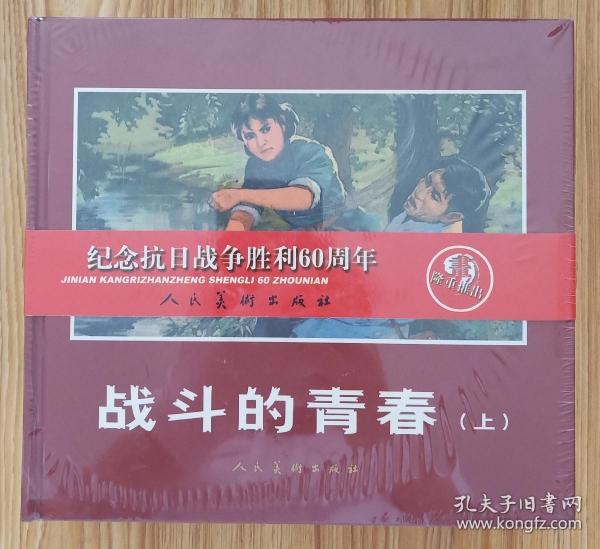 纪念抗日战争胜利60周年
JINIAN KANGRIZHANZHENG SHENGLI 60 ZHOUNIAN
人民美術出版社
畫
隆重推出
战斗的青春(上)
人民美術出版社
孔夫子旧書网
www.kongfz.com